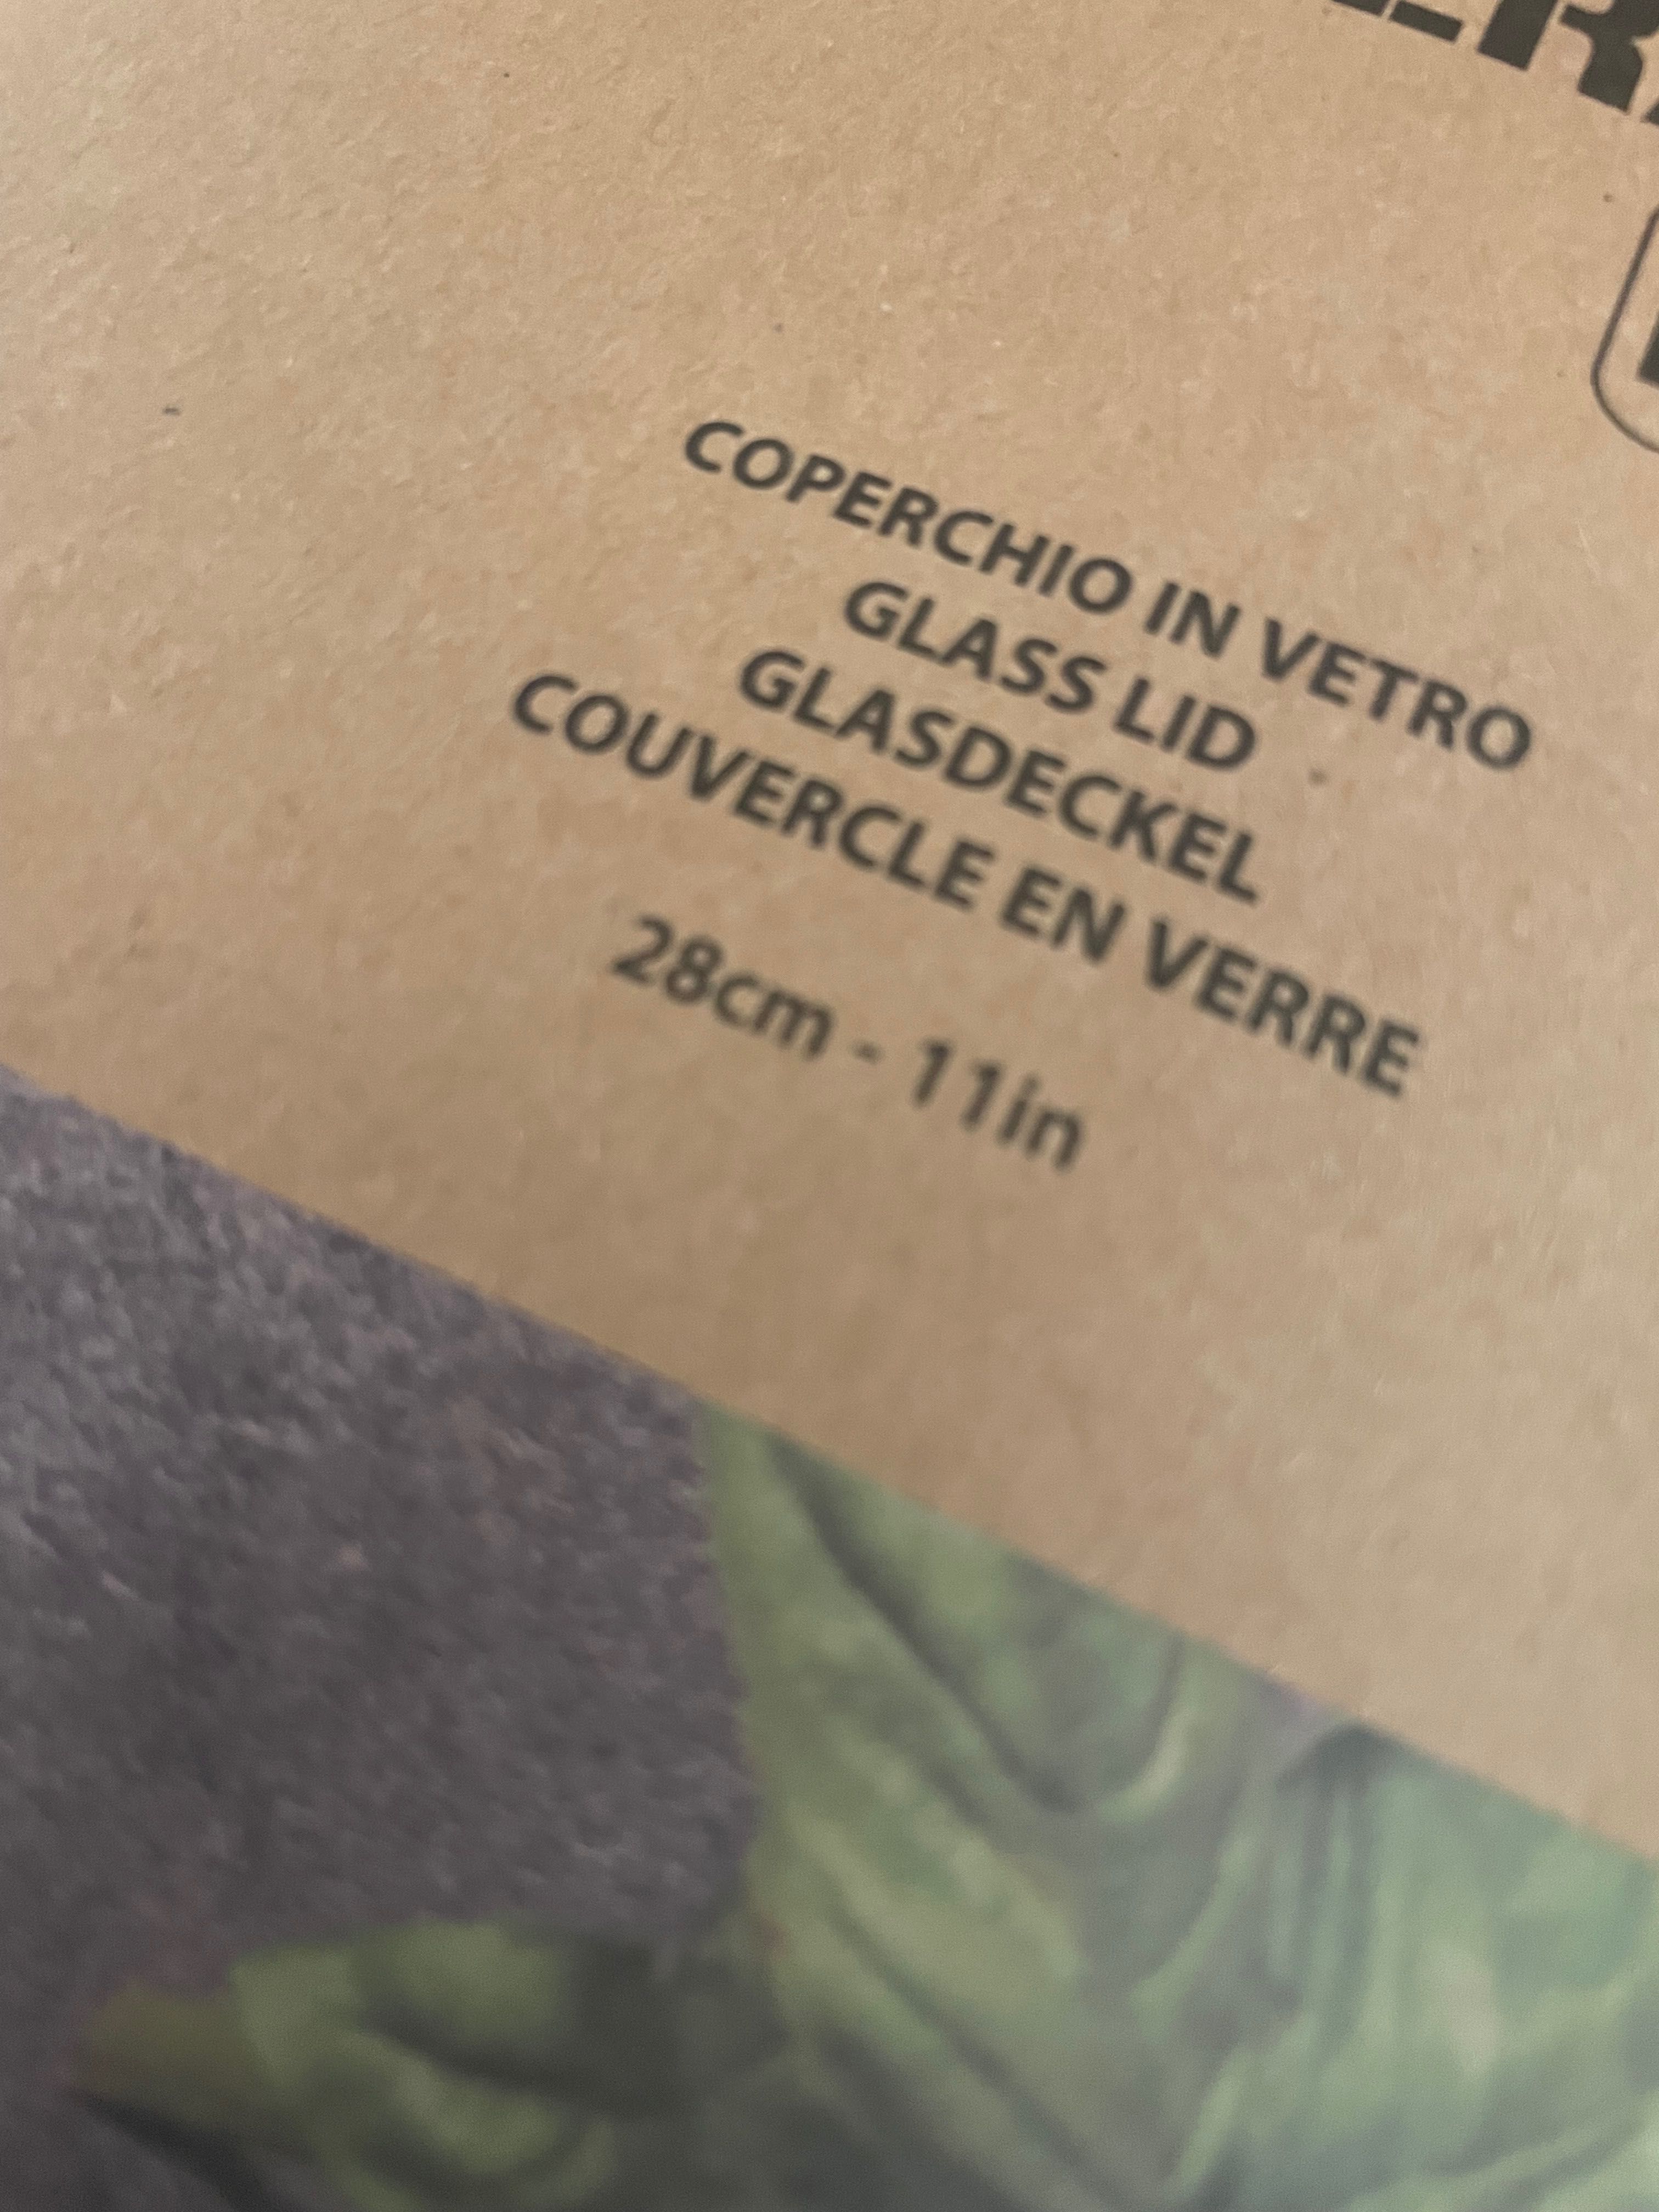 COPERCHIO IN VETRO
GLASS LID
GLASDECKEL
COUVERCLE EN VERRE
28cm - 11in